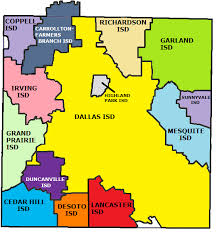 COPPELL
ISD
CARROLLTON-
FARMERS
BRANCH ISD
RICHARDSON
ISD
GARLAND
ISD
IRVING
ISD
HIGHLAND
PARK ISD
SUNNYVALE
ISD
DALLAS ISD
MESQUITE
ISD
GRAND
PRAIRIE
ISD
DUNCANVILLE
ISD
CEDAR HILL
ISD
DESOTO
ISD
LANCASTER
ISD